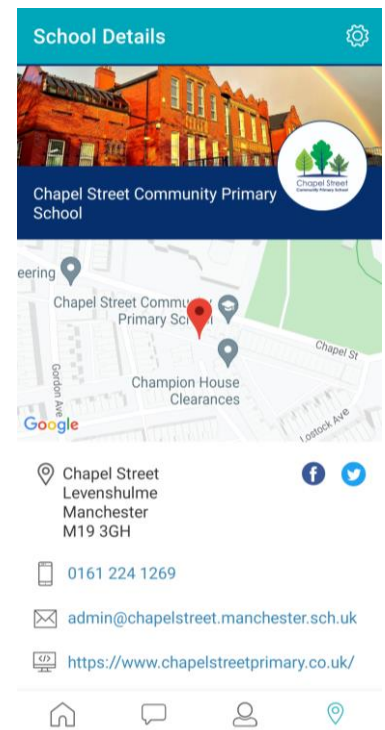 School Details
Chapel Street
Community Primary School
Chapel Street Community Primary
School
eering
Chapel Street Commu
Primary Sc
Chapel St
Gordon Ave
Champion House
Clearances
Lostock Ave
Google
Chapel Street
Levenshulme
Manchester
M19 3GH
0161 224 1269
admin@chapelstreet.manchester.sch.uk
https://www.chapelstreetprimary.co.uk/